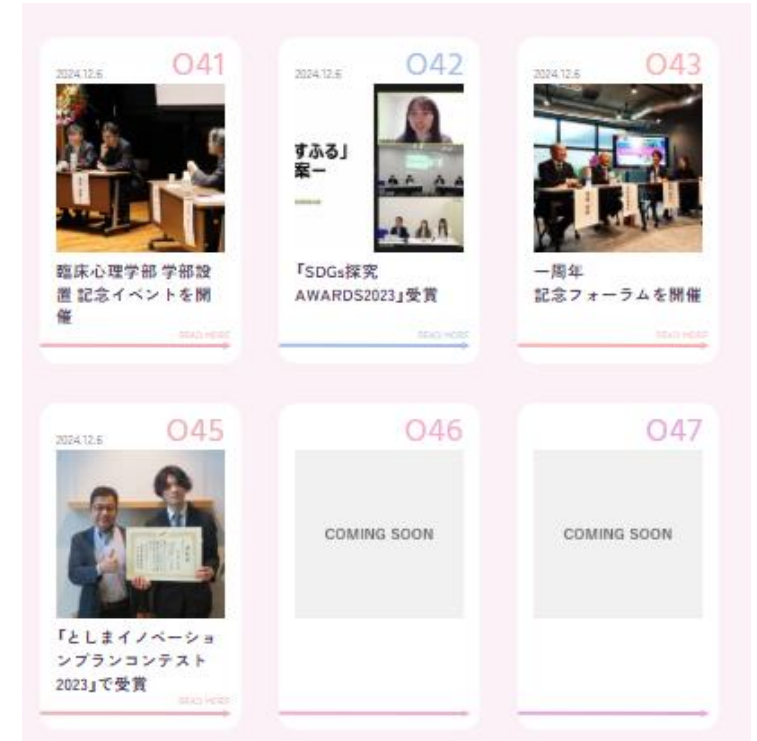 041
2024.12.6
臨床心理学部 学部設
置 記念イベントを開
催
READ MORE
042
2024.12.6
すふる」
案ー
『SDGs探究
AWARDS2023』受賞
READ MORE
043
2024.12.6
一周年
記念フォーラムを開催
READ MORE
045
2024.12.6
『としまイノベーショ
ンプランコンテスト
2023』で受賞
READ MORE
046
COMING SOON
047
COMING SOON